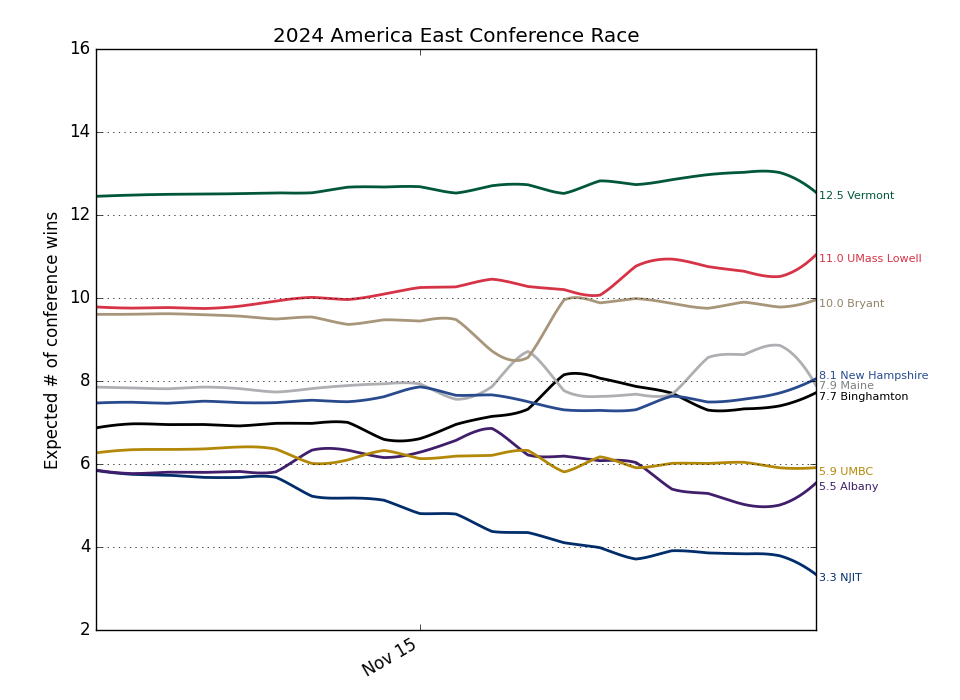 2024 America East Conference Race
Expected # of conference wins
16
14
12
10
8
6
4
2
Nov 15
12.5 Vermont
11.0 UMass Lowell
10.0 Bryant
8.1 New Hampshire
7.9 Maine
7.7 Binghamton
5.9 UMBC
5.5 Albany
3.3 NJIT